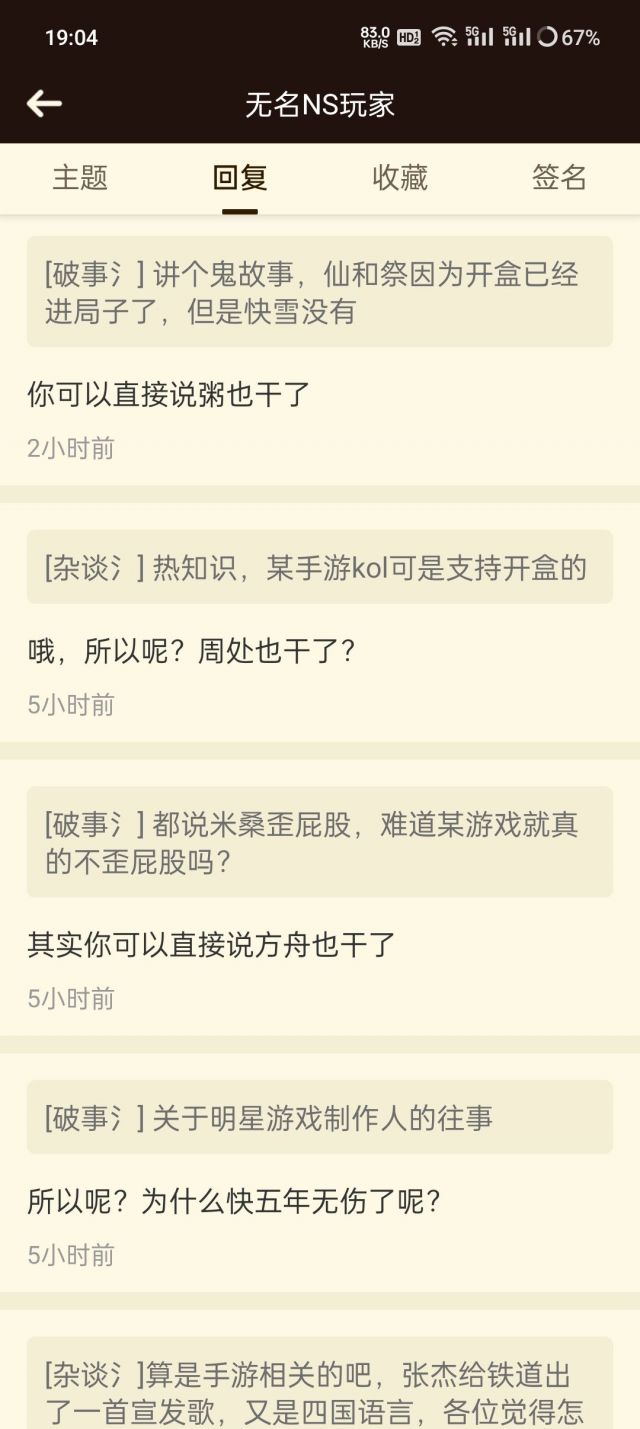 19:04
83.0 KB/S HD 5G 5G 67%
无名NS玩家
主题 回复 收藏 签名
[破事氵] 讲个鬼故事，仙和祭因为开盒已经
进局子了，但是快雪没有
你可以直接说粥也干了
2小时前
[杂谈氵] 热知识，某手游kol可是支持开盒的
哦，所以呢？周处也干了？
5小时前
[破事氵] 都说米桑歪屁股，难道某游戏就真
的不歪屁股吗？
其实你可以直接说方舟也干了
5小时前
[破事氵] 关于明星游戏制作人的往事
所以呢？为什么快五年无伤了呢？
5小时前
[杂谈氵]算是手游相关的吧，张杰给铁道出
了一首宣发歌，又是四国语言，各位觉得怎